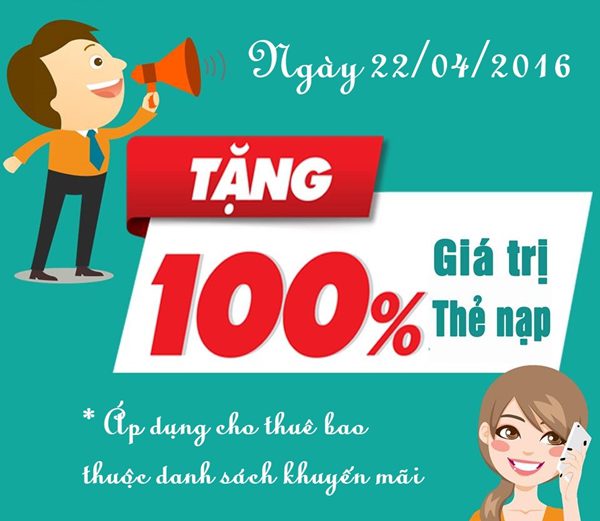 Ngày 22/04/2016
TẶNG
100% Giá trị
Thẻ nạp
* Áp dụng cho thuê bao
thuộc danh sách khuyến mãi